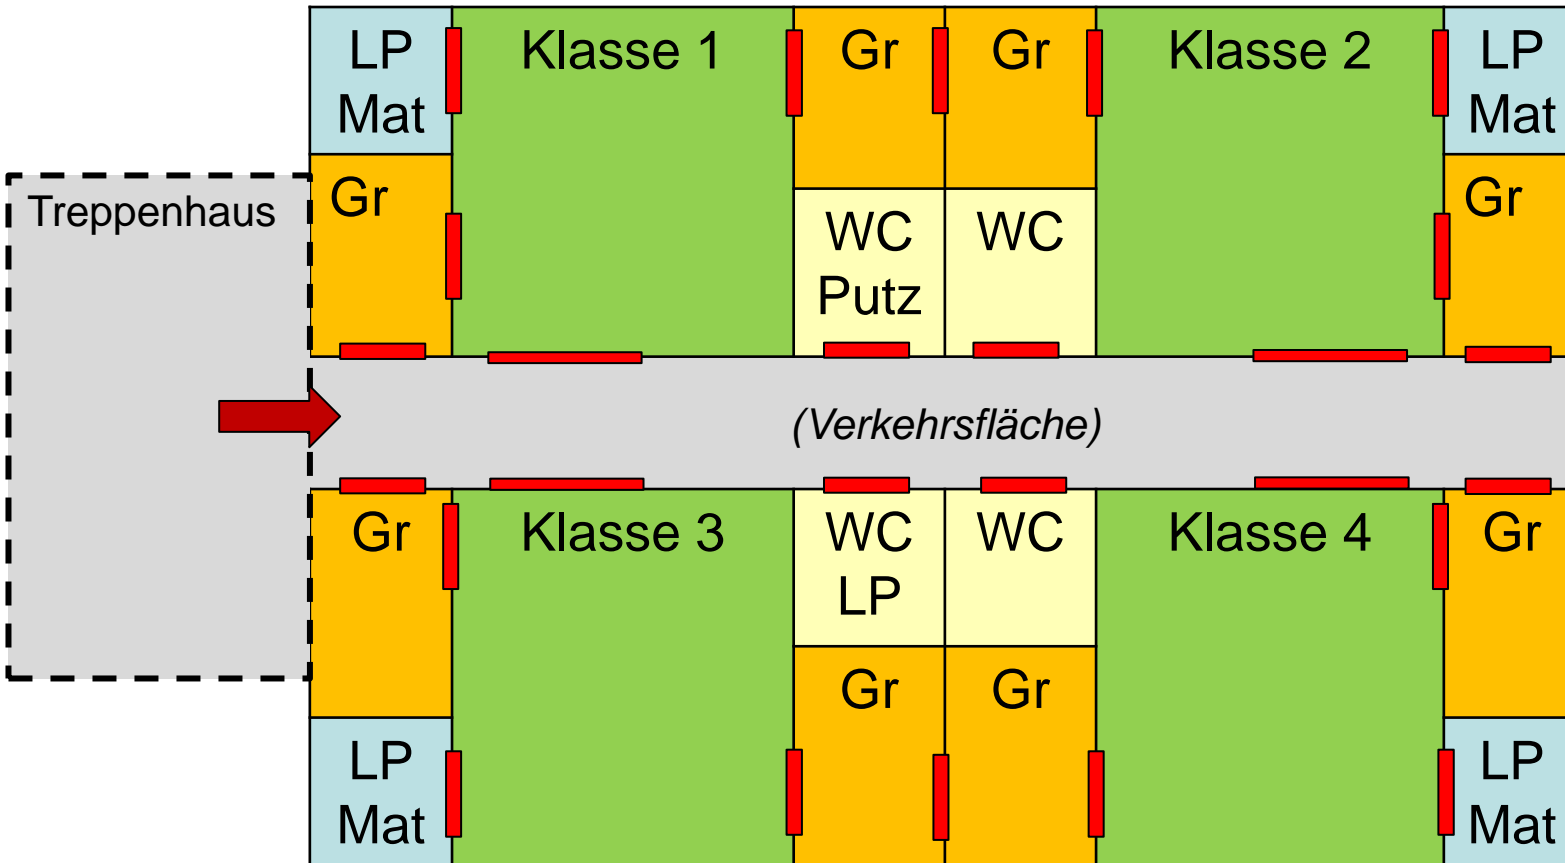 LP
Mat
Klasse 1
Gr
Gr
Klasse 2
LP
Mat
Treppenhaus
Gr
WC
Putz
WC
Gr
(Verkehrsfläche)
Gr
Klasse 3
WC
LP
WC
Klasse 4
Gr
Gr
Gr
LP
Mat
LP
Mat